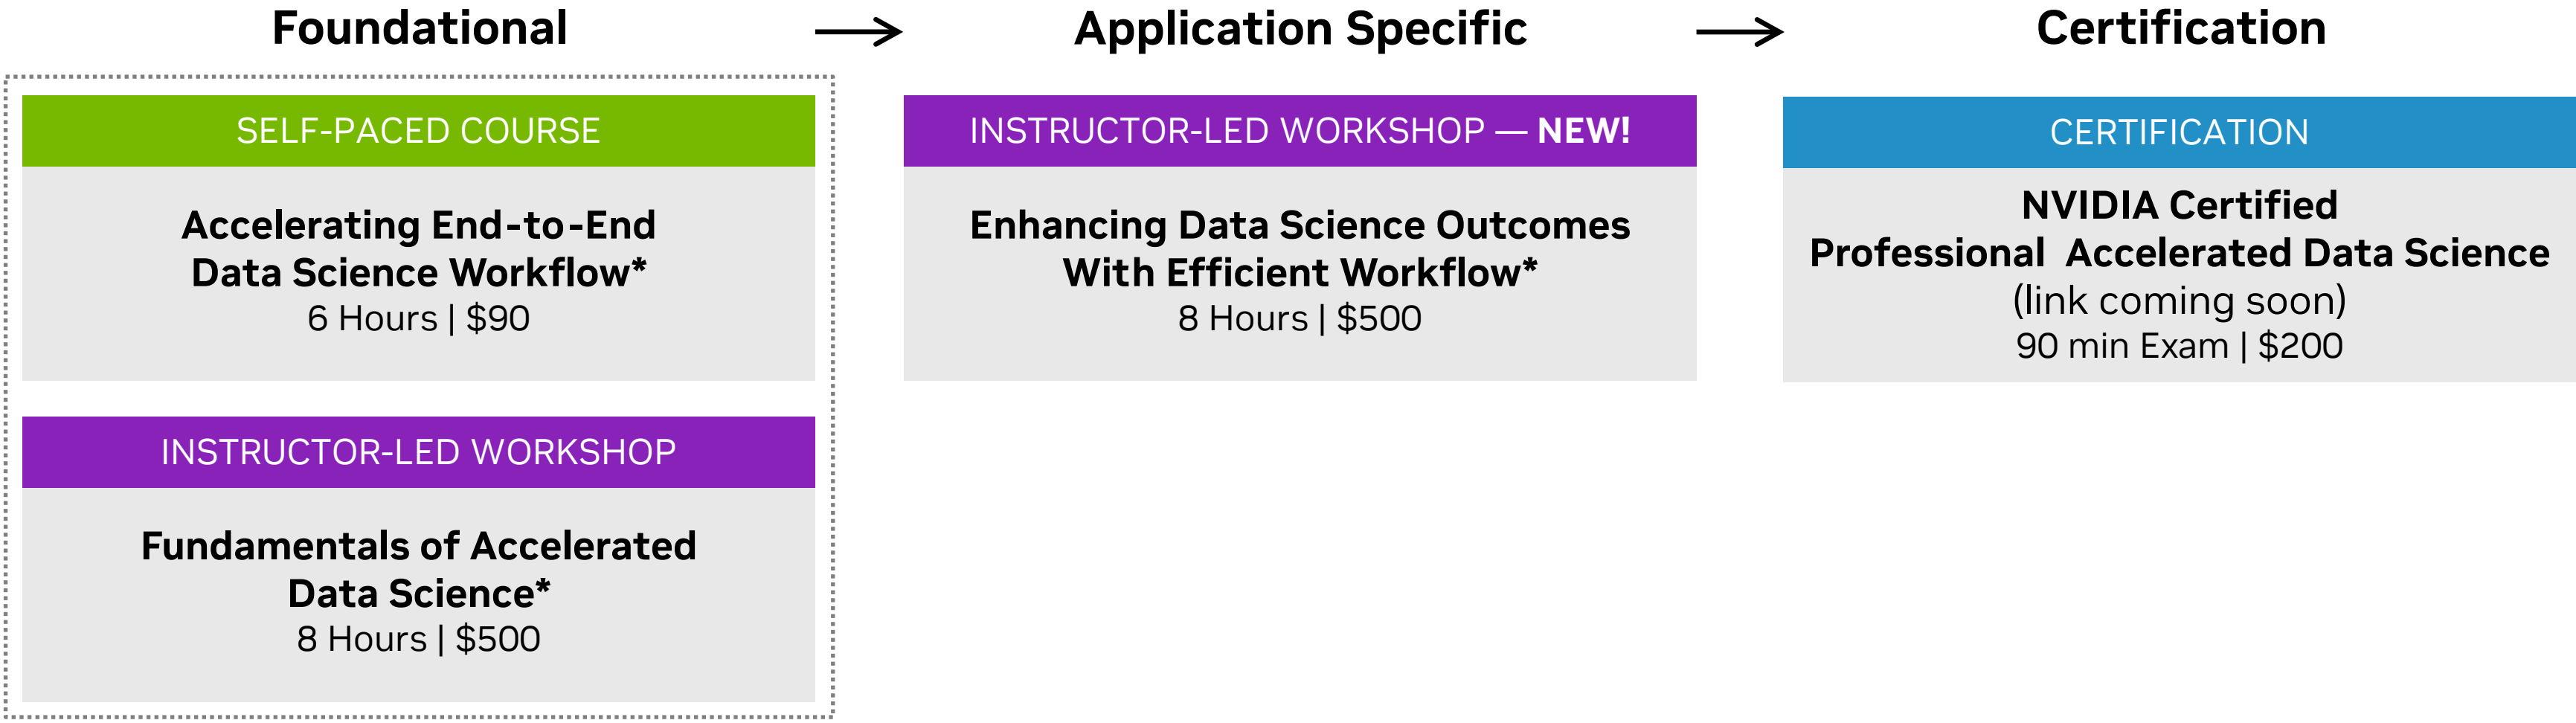 Foundational
SELF-PACED COURSE
Accelerating End-to-End
Data Science Workflow*
6 Hours | $90
INSTRUCTOR-LED WORKSHOP
Fundamentals of Accelerated
Data Science*
8 Hours | $500
Application Specific
INSTRUCTOR-LED WORKSHOP — NEW!
Enhancing Data Science Outcomes
With Efficient Workflow*
8 Hours | $500
Certification
CERTIFICATION
NVIDIA Certified
Professional  Accelerated Data Science
(link coming soon)
90 min Exam | $200